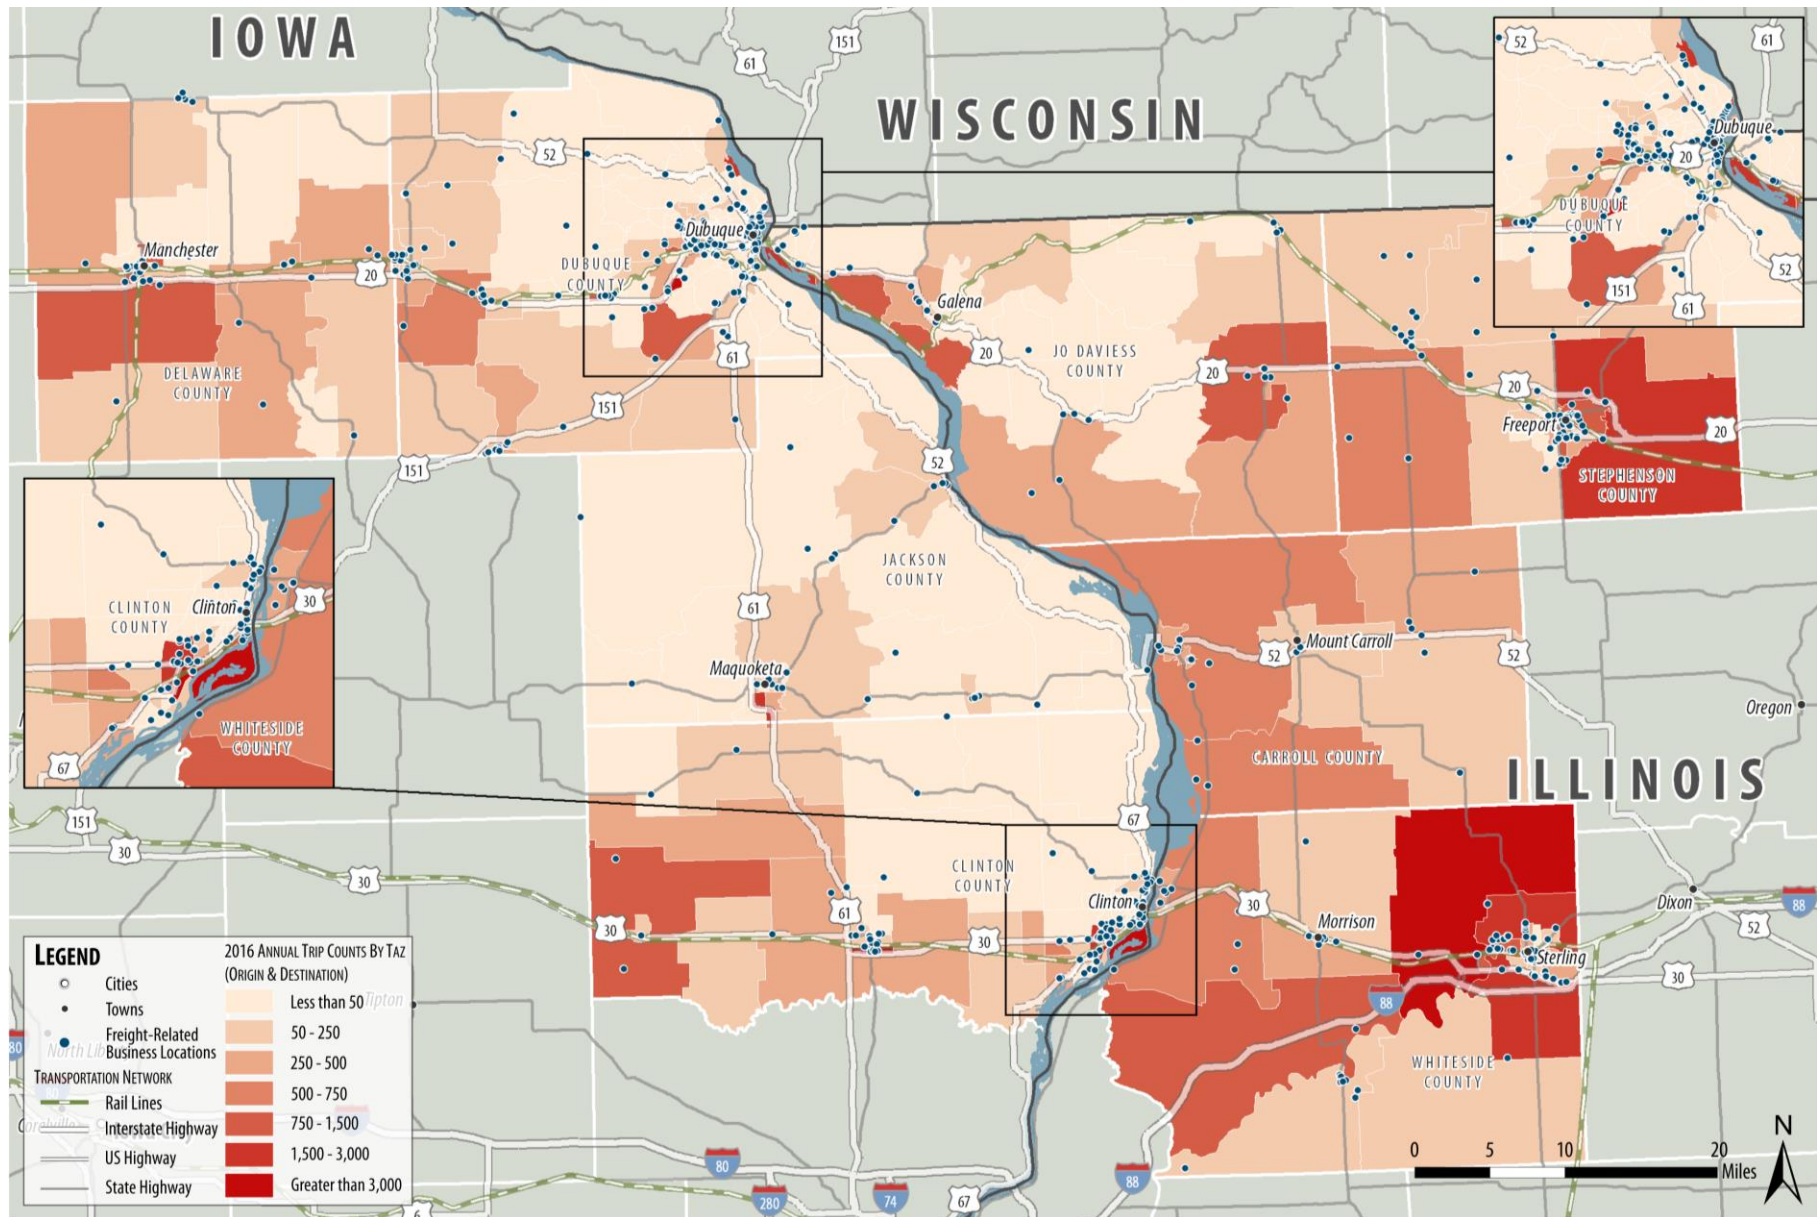 IOWA
WISCONSIN
ILLINOIS
61
151
52
52
61
Dubuque
20
DUBUQUE
COUNTY
151
61
52
Manchester
20
Dubuque
DUBUQUE
COUNTY
Galena
20
JO DAVIESS
COUNTY
20
20
Freeport
20
STEPHENSON
COUNTY
DELAWARE
COUNTY
61
151
151
52
CLINTON
COUNTY
Clinton
30
WHITESIDE
COUNTY
67
JACKSON
COUNTY
61
Maquoketa
52
Mount Carroll
52
Oregon
CARROLL COUNTY
67
151
30
30
CLINTON
COUNTY
Clinton
30
61
30
30
Morrison
Sterling
Dixon
88
52
30
88
WHITESIDE
COUNTY
LEGEND
Cities
Towns
Freight-Related
Business Locations
TRANSPORTATION NETWORK
Rail Lines
Interstate Highway
US Highway
State Highway
2016 ANNUAL TRIP COUNTS BY TAZ
(ORIGIN & DESTINATION)
Less than 50
50 - 250
250 - 500
500 - 750
750 - 1,500
1,500 - 3,000
Greater than 3,000
Tipton
80
6
80
280
74
67
88
0 5 10 20
Miles
N